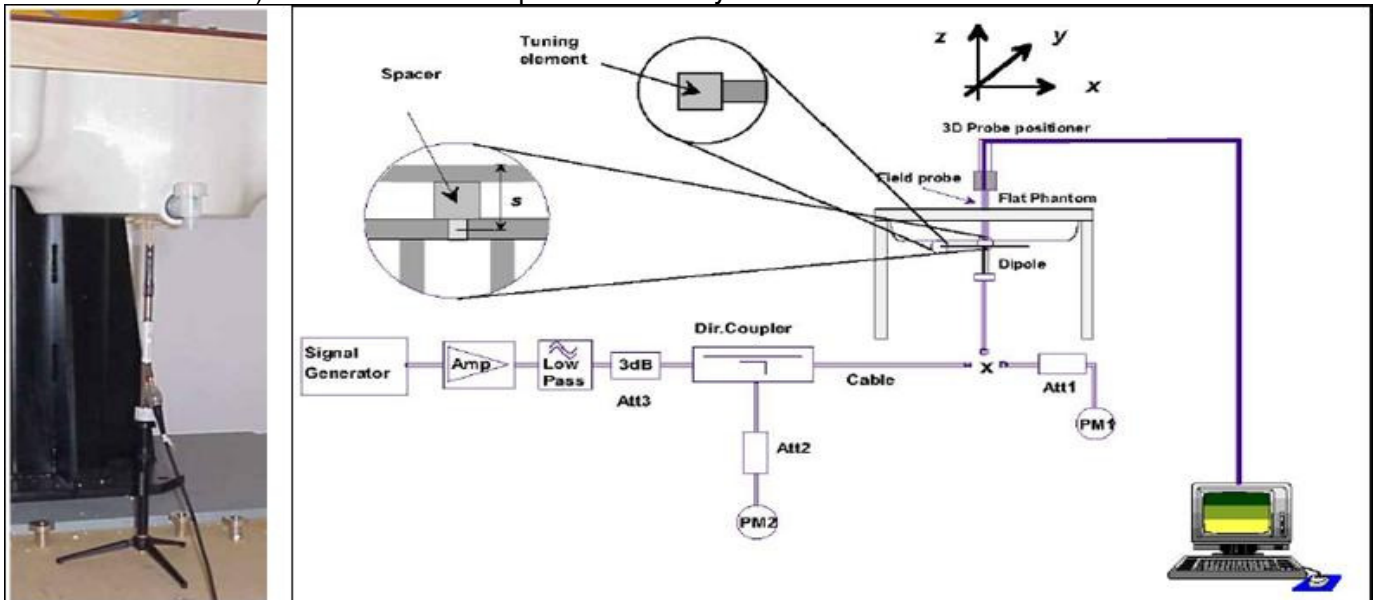 Tuning
element
Spacer
s
z
y
x
3D Probe positioner
Field probe
Flat Phantom
Dipole
Dir.Coupler
Signal
Generator
Amp
Low
Pass
3dB
Att3
Cable
x
Att1
PM1
Att2
PM2